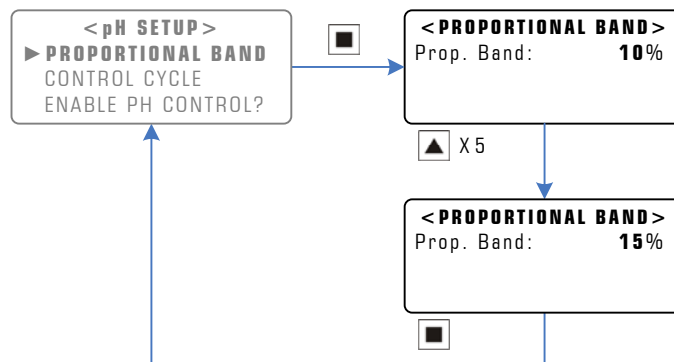 <pH SETUP>
►PROPORTIONAL BAND
CONTROL CYCLE
ENABLE PH CONTROL?
<PROPORTIONAL BAND>
Prop. Band: 10%
X 5
<PROPORTIONAL BAND>
Prop. Band: 15%